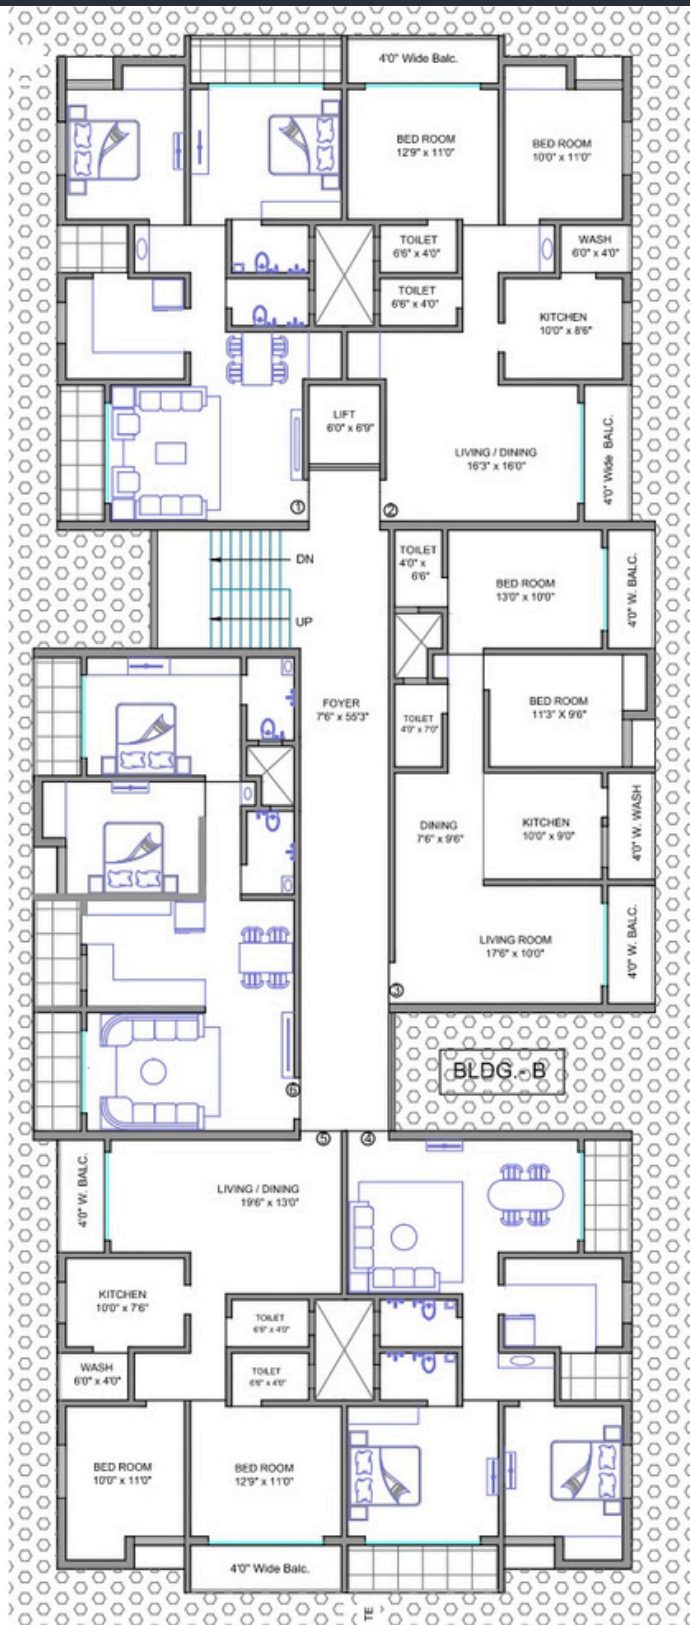 4'0" Wide Balc.
BED ROOM
12'9" x 11'0"
BED ROOM
10'0" x 11'0"
TOILET
6'6" x 4'0"
WASH
6'0" x 4'0"
TOILET
6'6" x 4'0"
KITCHEN
10'0" x 8'6"
LIFT
6'0" x 6'9"
LIVING / DINING
16'3" x 16'0"
4'0" Wide BALC.
1
2
DN
UP
TOILET
4'0" x
6'6"
BED ROOM
13'0" x 10'0"
4'0" W. BALC.
FOYER
7'6" x 55'3"
TOILET
4'0" x 7'0"
BED ROOM
11'3" X 9'6"
DINING
7'6" x 9'6"
KITCHEN
10'0" x 9'0"
4'0" W. WASH
LIVING ROOM
17'6" x 10'0"
4'0" W. BALC.
3
BLDG.- B
6
5
4
4'0" W. BALC.
LIVING / DINING
19'6" x 13'0"
KITCHEN
10'0" x 7'6"
TOILET
6'6" x 4'0"
WASH
6'0" x 4'0"
TOILET
6'6" x 4'0"
BED ROOM
10'0" x 11'0"
BED ROOM
12'9" x 11'0"
4'0" Wide Balc.
TE